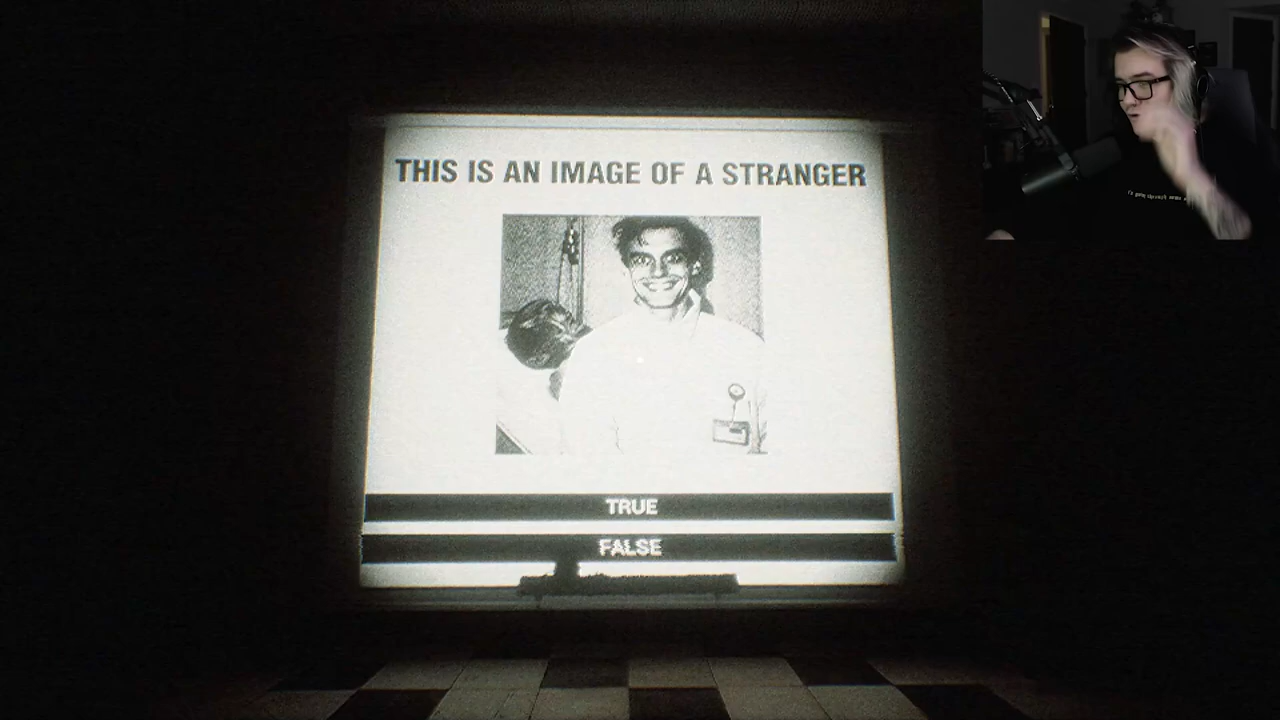 THIS IS AN IMAGE OF A STRANGER
TRUE
FALSE